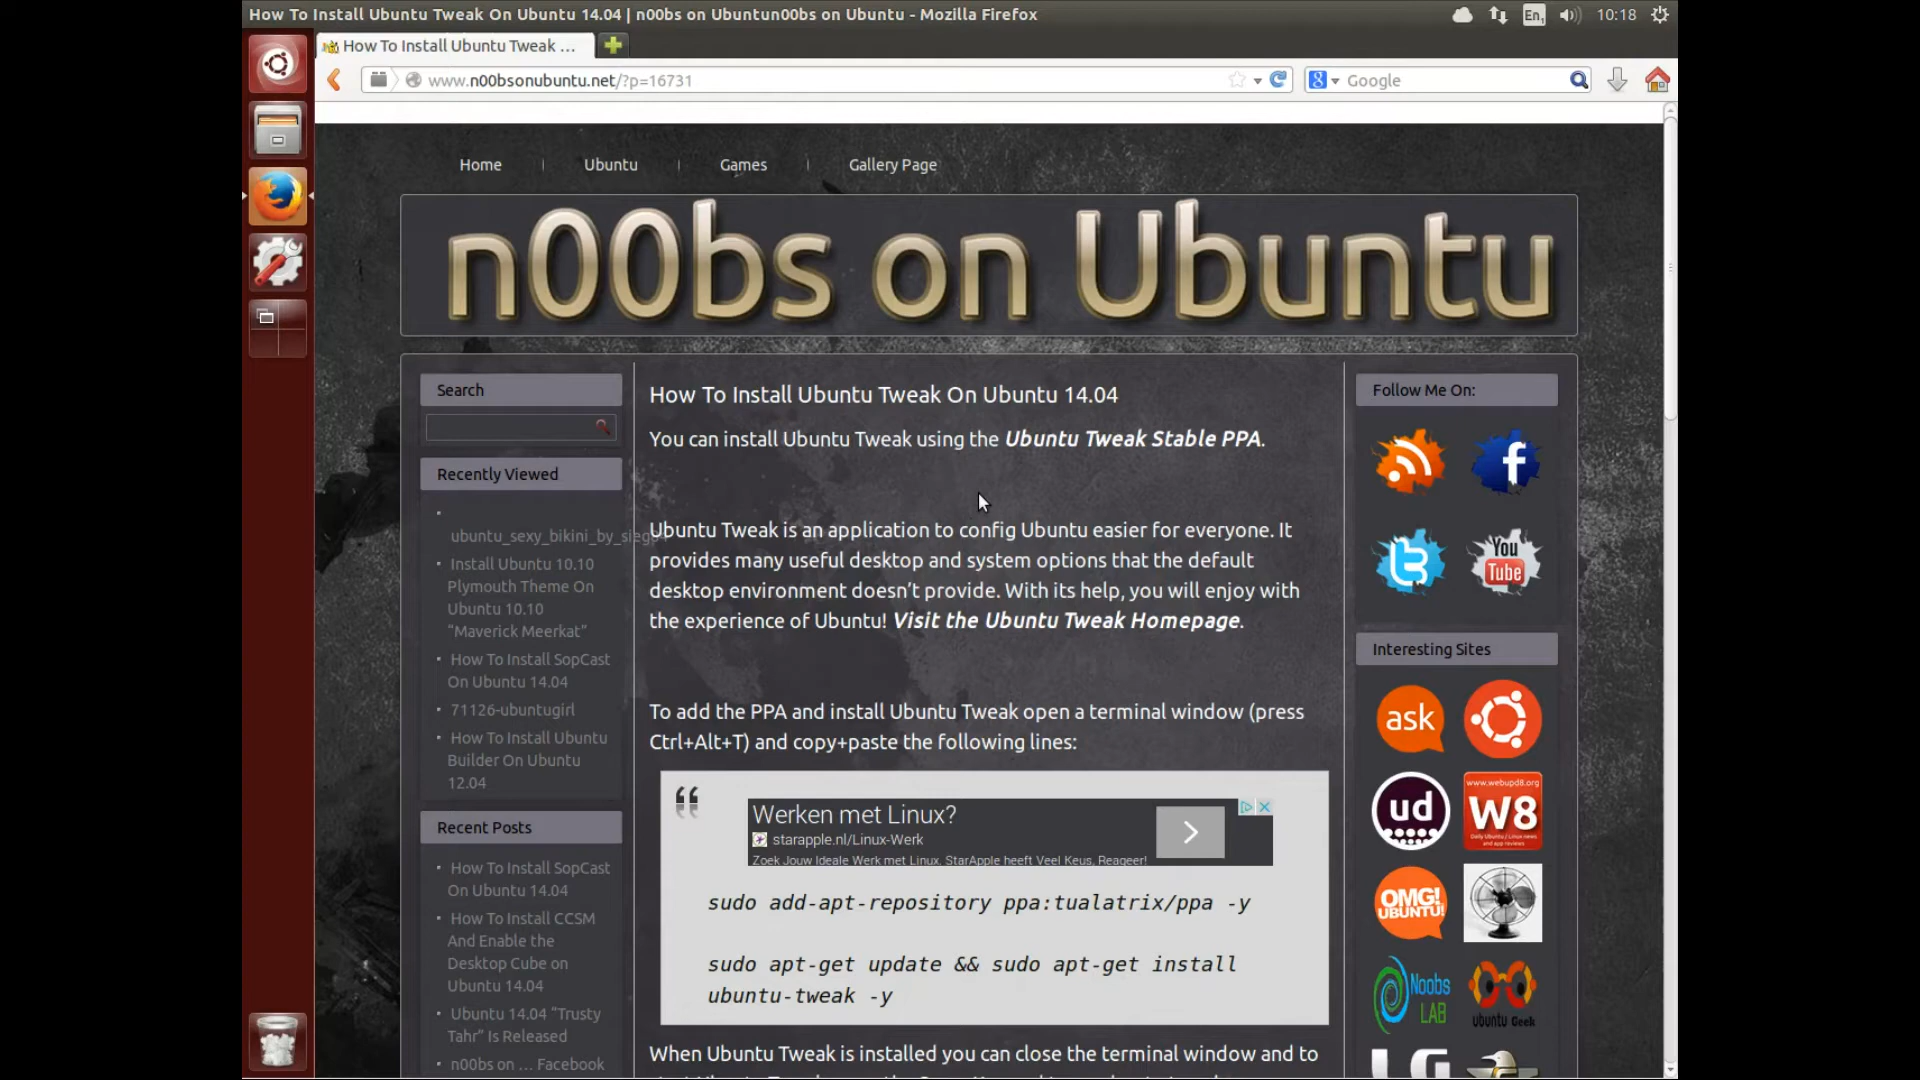 How To Install Ubuntu Tweak On Ubuntu 14.04 | n00bs on Ubuntun00bs on Ubuntu - Mozilla Firefox
En1
10:18
How To Install Ubuntu Tweak ...
www.n00bsonubuntu.net/?p=16731
Google
Home
Ubuntu
Games
Gallery Page
n00bs on Ubuntu
Search
Recently Viewed
ubuntu_sexy_bikini_by_sieg
Install Ubuntu 10.10
Plymouth Theme On
Ubuntu 10.10
“Maverick Meerkat”
How To Install SopCast
On Ubuntu 14.04
71126-ubuntugirl
How To Install Ubuntu
Builder On Ubuntu
12.04
Recent Posts
How To Install SopCast
On Ubuntu 14.04
How To Install CCSM
And Enable the
Desktop Cube on
Ubuntu 14.04
Ubuntu 14.04 “Trusty
Tahr” Is Released
n00bs on ... Facebook
How To Install Ubuntu Tweak On Ubuntu 14.04
You can install Ubuntu Tweak using the Ubuntu Tweak Stable PPA.
Ubuntu Tweak is an application to config Ubuntu easier for everyone. It
provides many useful desktop and system options that the default
desktop environment doesn’t provide. With its help, you will enjoy with
the experience of Ubuntu! Visit the Ubuntu Tweak Homepage.
To add the PPA and install Ubuntu Tweak open a terminal window (press
Ctrl+Alt+T) and copy+paste the following lines:
Werken met Linux?
starapple.nl/Linux-Werk
Zoek Jouw Ideale Werk met Linux. StarApple heeft Veel Keus, Reageer!
sudo add-apt-repository ppa:tualatrix/ppa -y
sudo apt-get update && sudo apt-get install
ubuntu-tweak -y
When Ubuntu Tweak is installed you can close the terminal window and to
Follow Me On:
You
Tube
Interesting Sites
ask
ud
www.webupd8.org
W8
Daily Ubuntu / Linux news
and app reviews
OMG!
UBUNTU!
Noobs
LAB
ubuntu Geek